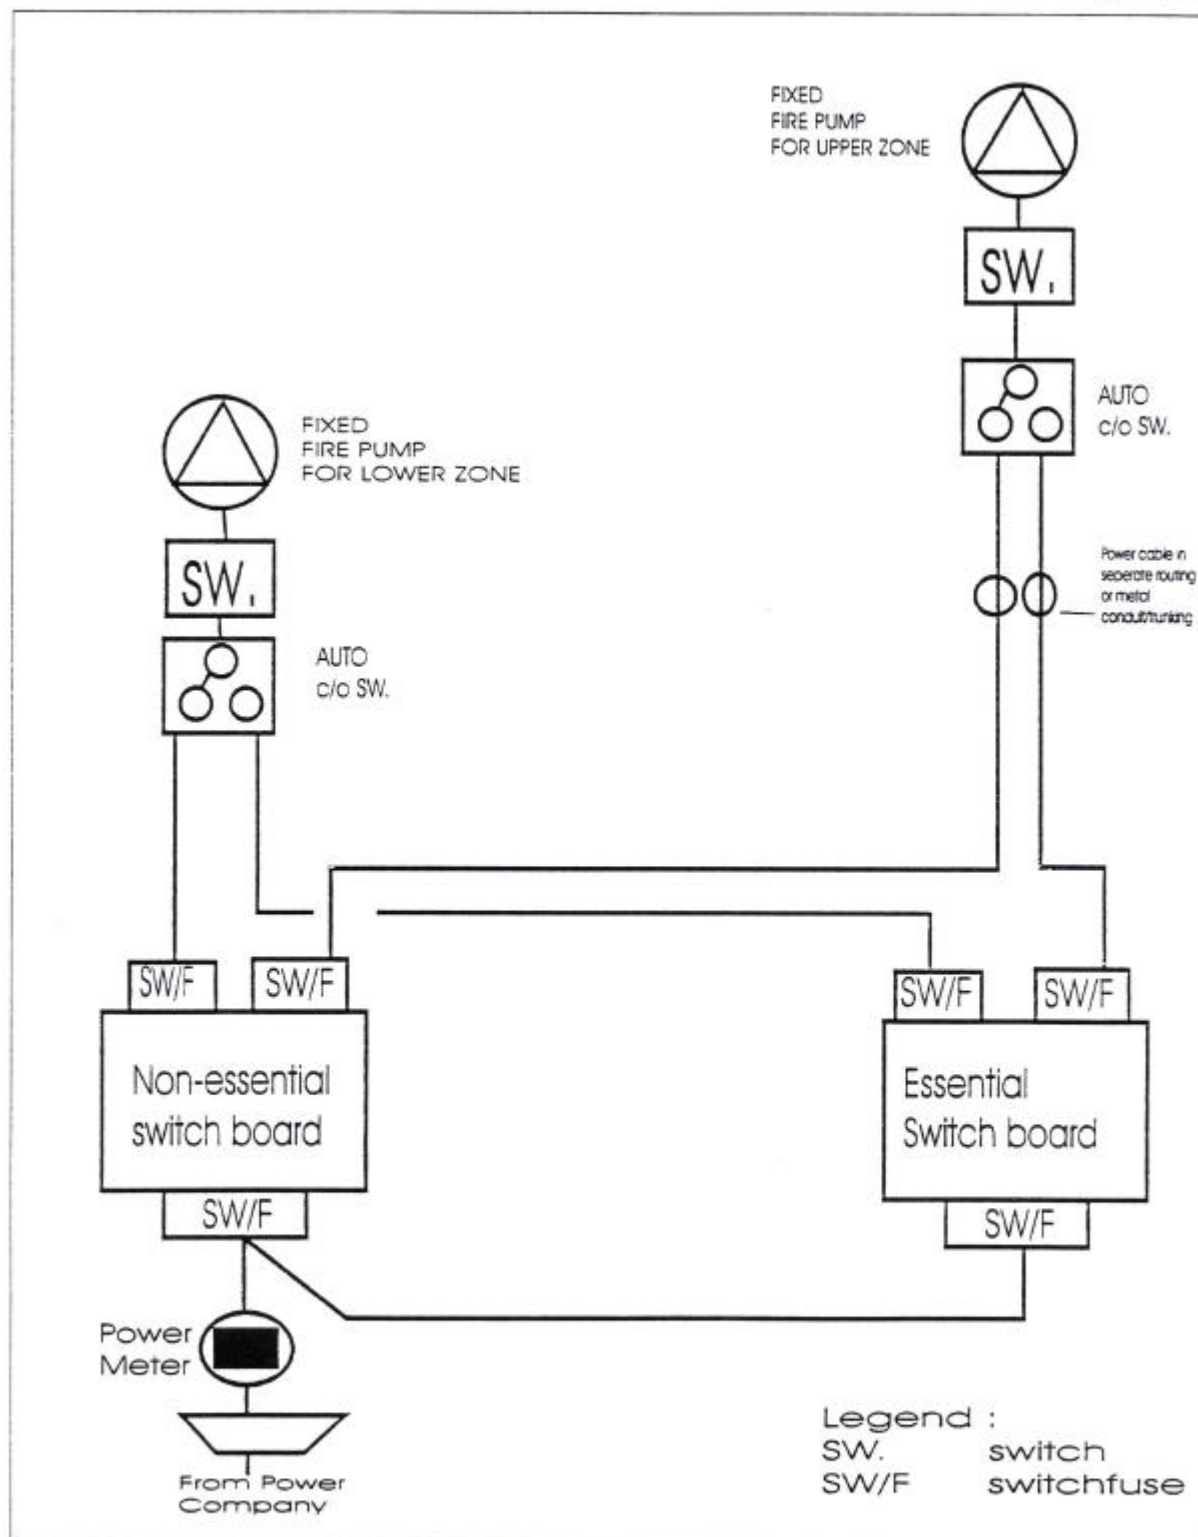 FIXED
FIRE PUMP
FOR UPPER ZONE
SW.
AUTO
c/o SW.
FIXED
FIRE PUMP
FOR LOWER ZONE
SW.
AUTO
c/o SW.
Power cable in
seperate routing
or metal
conduit/trunking
SW/F
SW/F
SW/F
SW/F
Non-essential
switch board
Essential
Switch board
SW/F
SW/F
Power
Meter
From Power
Company
Legend :
SW. switch
SW/F switchfuse